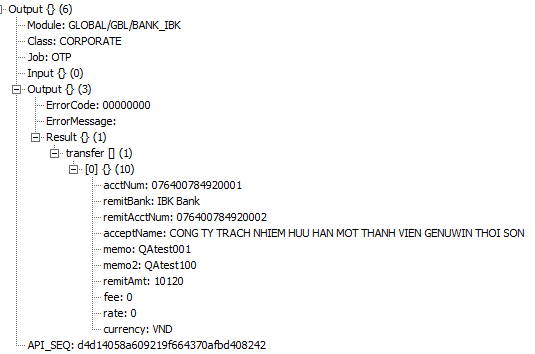 Output {} (6)
Module: GLOBAL/GBL/BANK_IBK
Class: CORPORATE
Job: OTP
Input {} (0)
Output {} (3)
ErrorCode: 00000000
ErrorMessage:
Result {} (1)
transfer [] (1)
[0] {} (10)
acctNum: 076400784920001
remitBank: IBK Bank
remitAcctNum: 076400784920002
acceptName: CONG TY TRACH NHIEM HUU HAN MOT THANH VIEN GENUWIN THOI SON
memo: QAtest001
memo2: QAtest100
remitAmt: 10120
fee: 0
rate: 0
currency: VND
API_SEQ: d4d14058a609219f664370afbd408242